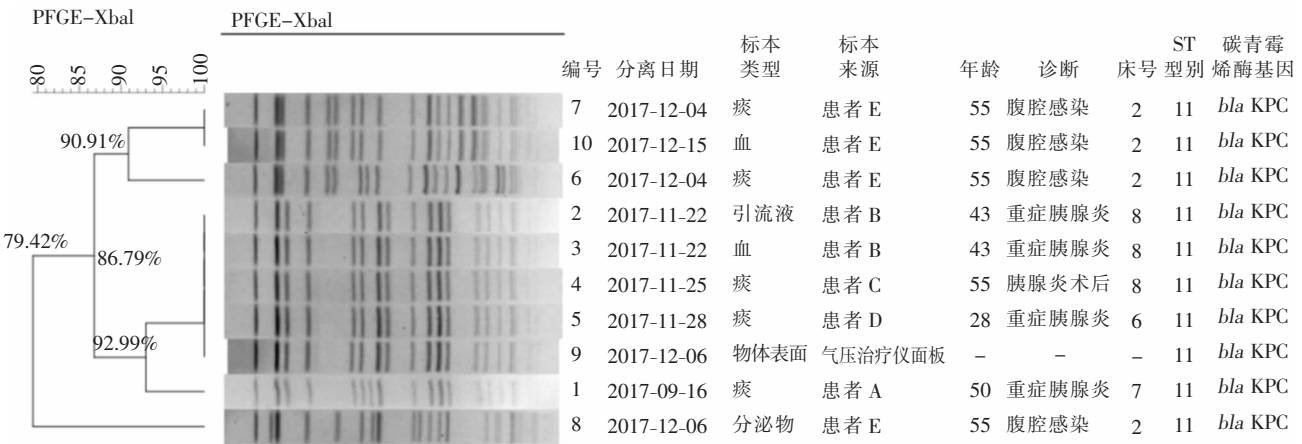 PFGE-XbaI
PFGE-XbaI
80 85 90 95 100
编号 分离日期 标本类型 标本来源 年龄 诊断 床号 ST型别 碳青霉烯酶基因
7 2017-12-04 痰 患者 E 55 腹腔感染 2 11 bla KPC
90.91%
10 2017-12-15 血 患者 E 55 腹腔感染 2 11 bla KPC
6 2017-12-04 痰 患者 E 55 腹腔感染 2 11 bla KPC
2 2017-11-22 引流液 患者 B 43 重症胰腺炎 8 11 bla KPC
79.42%
86.79%
3 2017-11-22 血 患者 B 43 重症胰腺炎 8 11 bla KPC
4 2017-11-25 痰 患者 C 55 胰腺炎术后 8 11 bla KPC
5 2017-11-28 痰 患者 D 28 重症胰腺炎 6 11 bla KPC
92.99%
9 2017-12-06 物体表面 气压治疗仪面板 – – – 11 bla KPC
1 2017-09-16 痰 患者 A 50 重症胰腺炎 7 11 bla KPC
8 2017-12-06 分泌物 患者 E 55 腹腔感染 2 11 bla KPC